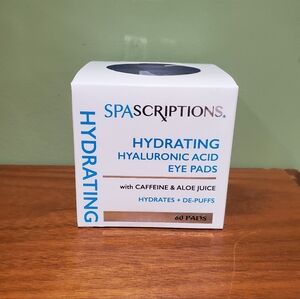 HYDRATING
SPASCRIPTIONS.
HYDRATING
HYALURONIC ACID
EYE PADS
with CAFFEINE & ALOE JUICE
HYDRATES + DE-PUFFS
60 PADS